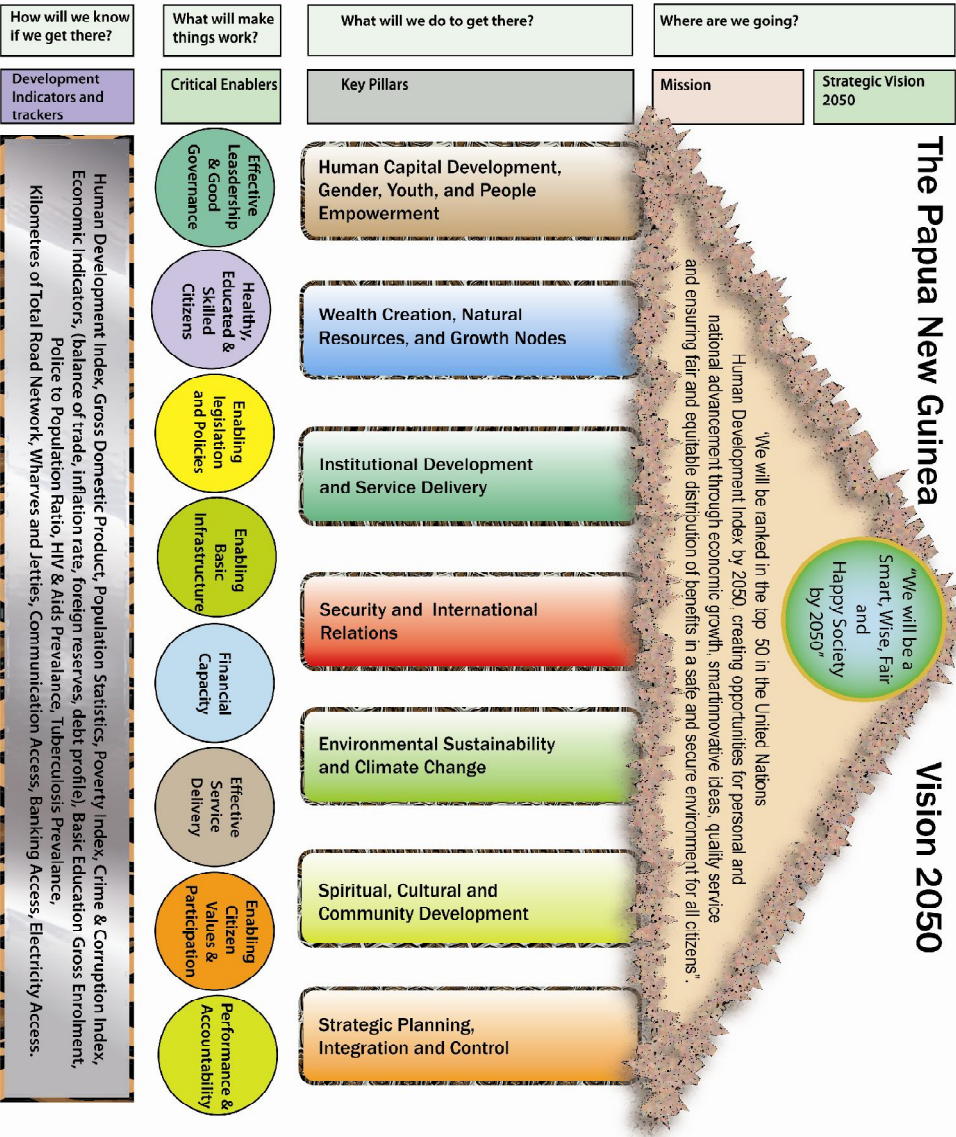 How will we know
if we get there?
What will make
things work?
What will we do to get there?
Where are we going?
Development
Indicators and
trackers
Critical Enablers
Key Pillars
Mission
Strategic Vision
2050
The Papua New Guinea Vision 2050
"We will be a
Smart, Wise, Fair
and
Happy Society
by 2050"
'We will be ranked in the top 50 in the United Nations
Human Development Index by 2050, creating opportunities for personal and
national advancement through economic growth, smartinnovative ideas, quality service
and ensuring fair and equitable distribution of benefits in a safe and secure environment for all citizens".
Human Capital Development,
Gender, Youth, and People
Empowerment
Wealth Creation, Natural
Resources, and Growth Nodes
Institutional Development
and Service Delivery
Security and International
Relations
Environmental Sustainability
and Climate Change
Spiritual, Cultural and
Community Development
Strategic Planning,
Integration and Control
Effective
Leasdership
& Good
Governance
Healthy,
Educated &
Skilled
Citizens
Enabling
legislation
and Policies
Enabling
Basic
Infrastructure
Financial
Capacity
Effective
Service
Delivery
Enabling
Citizen
Values &
Participation
Performance &
Accountability
Human Development Index, Gross Domestic Product, Population Statistics, Poverty Index, Crime & Corruption Index,
Economic Indicators, (balance of trade, inflation rate, foreign reserves, debt profile), Basic Education Gross Enrolment,
Police to Population Ratio, HIV & Aids Prevalance, Tuberculosis Prevalance,
Kilometres of Total Road Network, Wharves and Jetties, Communication Access, Banking Access, Electricity Access.